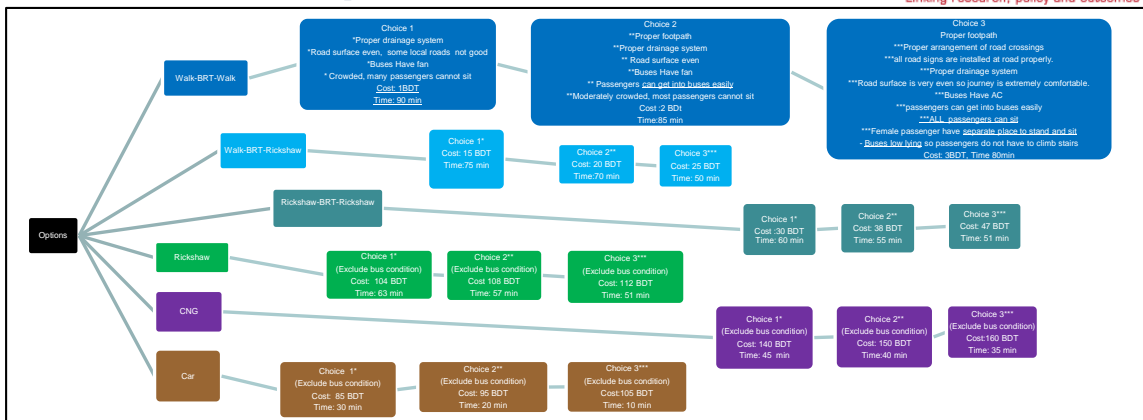 Linking research, policy and outcomes
Options
Walk-BRT-Walk
Choice 1
*Proper drainage system
*Road surface even,  some local roads  not good
*Buses Have fan
* Crowded, many passengers cannot sit
Cost: 1BDT
Time: 90 min
Choice 2
**Proper footpath
**Proper drainage system
** Road surface even
**Buses Have fan
** Passengers can get into buses easily
**Moderately crowded, most passengers cannot sit
Cost :2 BDt
Time:85 min
Choice 3
Proper footpath
***Proper arrangement of road crossings
***all road signs are installed at road properly.
***Proper drainage system
***Road surface is very even so journey is extremely comfortable.
***Buses Have AC
***passengers can get into buses easily
***ALL  passengers can sit
***Female passenger have separate place to stand and sit
- Buses low lying so passengers do not have to climb stairs
Cost: 3BDT, Time 80min
Walk-BRT-Rickshaw
Choice 1*
Cost: 15 BDT
Time:75 min
Choice 2**
Cost: 20 BDT
Time:70 min
Choice 3***
Cost: 25 BDT
Time: 50 min
Rickshaw-BRT-Rickshaw
Choice 1*
Cost :30 BDT
Time: 60 min
Choice 2**
Cost: 38 BDT
Time: 55 min
Choice 3***
Cost: 47 BDT
Time: 51 min
Rickshaw
Choice 1*
(Exclude bus condition)
Cost:  104 BDT
Time: 63 min
Choice 2**
(Exclude bus condition)
Cost 108 BDT
Time: 57 min
Choice 3***
(Exclude bus condition)
Cost: 112 BDT
Time: 51 min
CNG
Choice 1*
(Exclude bus condition)
Cost: 140 BDT
Time: 45  min
Choice 2**
(Exclude bus condition)
Cost: 150 BDT
Time:40 min
Choice 3***
(Exclude bus condition)
Cost:160 BDT
Time: 35 min
Car
Choice  1*
(Exclude bus condition)
Cost:  85 BDT
Time: 30 min
Choice 2**
(Exclude bus condition)
Cost: 95 BDT
Time: 20 min
Choice 3***
(Exclude bus condition)
Cost:105 BDT
Time: 10 min